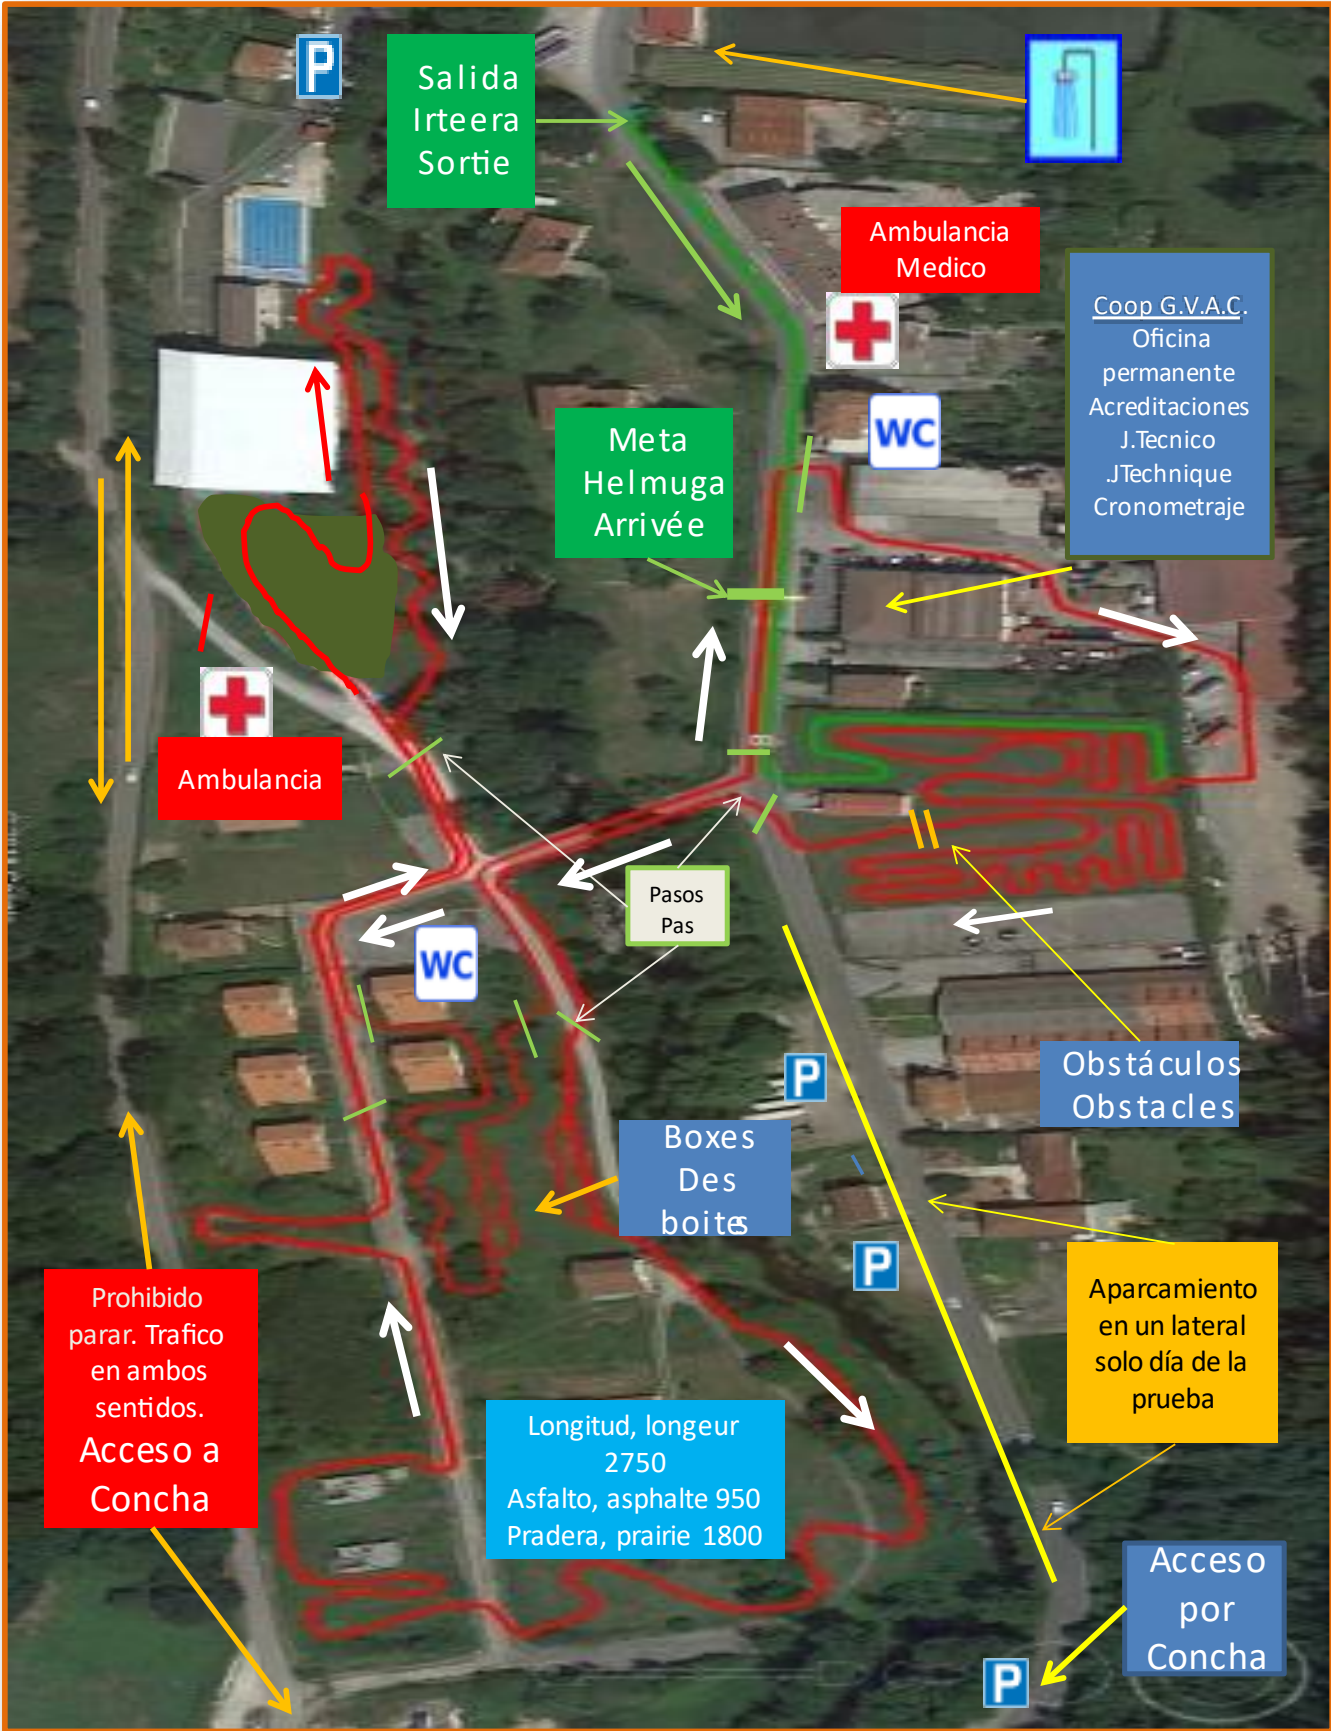 P
Salida
Irteera
Sortie
Ambulancia
Medico
Coop G.V.A.C.
Oficina
permanente
Acreditaciones
J.Tecnico
.JTechnique
Cronometraje
WC
Meta
Helmuga
Arrivée
Ambulancia
Pasos
Pas
WC
Obstáculos
Obstacles
P
Boxes
Des
boites
P
Aparcamiento
en un lateral
solo día de la
prueba
Prohibido
parar. Trafico
en ambos
sentidos.
Acceso a
Concha
Longitud, longeur
2750
Asfalto, asphalte 950
Pradera, prairie 1800
Acceso
por
Concha
P